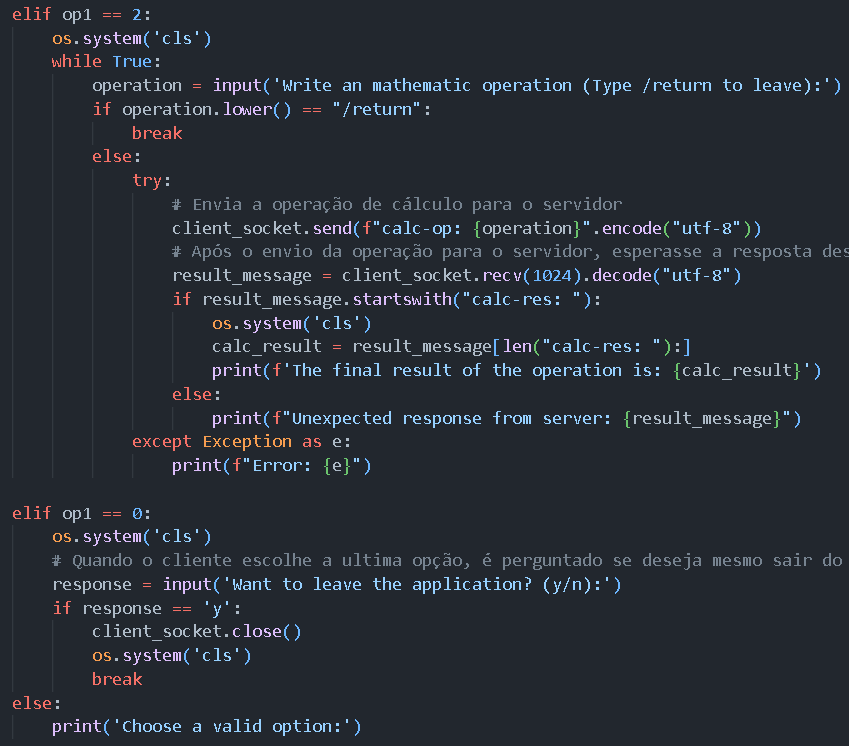 elif op1 == 2:
    os.system('cls')
    while True:
        operation = input('Write an mathematic operation (Type /return to leave):')
        if operation.lower() == "/return":
            break
        else:
            try:
                # Envia a operação de cálculo para o servidor
                client_socket.send(f"calc-op: {operation}".encode("utf-8"))
                # Após o envio da operação para o servidor, esperasse a resposta des
                result_message = client_socket.recv(1024).decode("utf-8")
                if result_message.startswith("calc-res: "):
                    os.system('cls')
                    calc_result = result_message[len("calc-res: "):]
                    print(f'The final result of the operation is: {calc_result}')
                else:
                    print(f"Unexpected response from server: {result_message}")
            except Exception as e:
                print(f"Error: {e}")

elif op1 == 0:
    os.system('cls')
    # Quando o cliente escolhe a ultima opção, é perguntado se deseja mesmo sair do
    response = input('Want to leave the application? (y/n):')
    if response == 'y':
        client_socket.close()
        os.system('cls')
        break
else:
    print('Choose a valid option:')